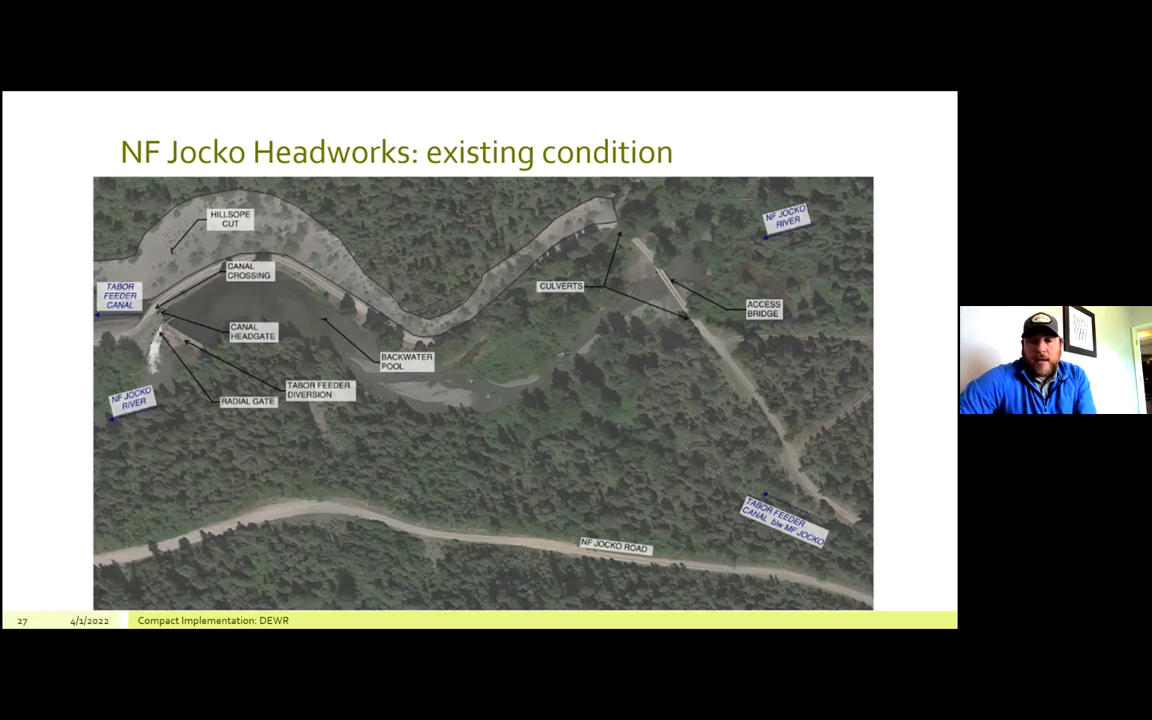 NF Jocko Headworks: existing condition
HILLSOPE
CUT
NF JOCKO
RIVER
CANAL
CROSSING
TABOR
FEEDER
CANAL
CULVERTS
ACCESS
BRIDGE
CANAL
HEADGATE
BACKWATER
POOL
TABOR FEEDER
DIVERSION
NF JOCKO
RIVER
RADIAL GATE
TABOR FEEDER
CANAL b/w MF JOCKO
NF JOCKO ROAD
27
4/1/2022
Compact Implementation: DEWR